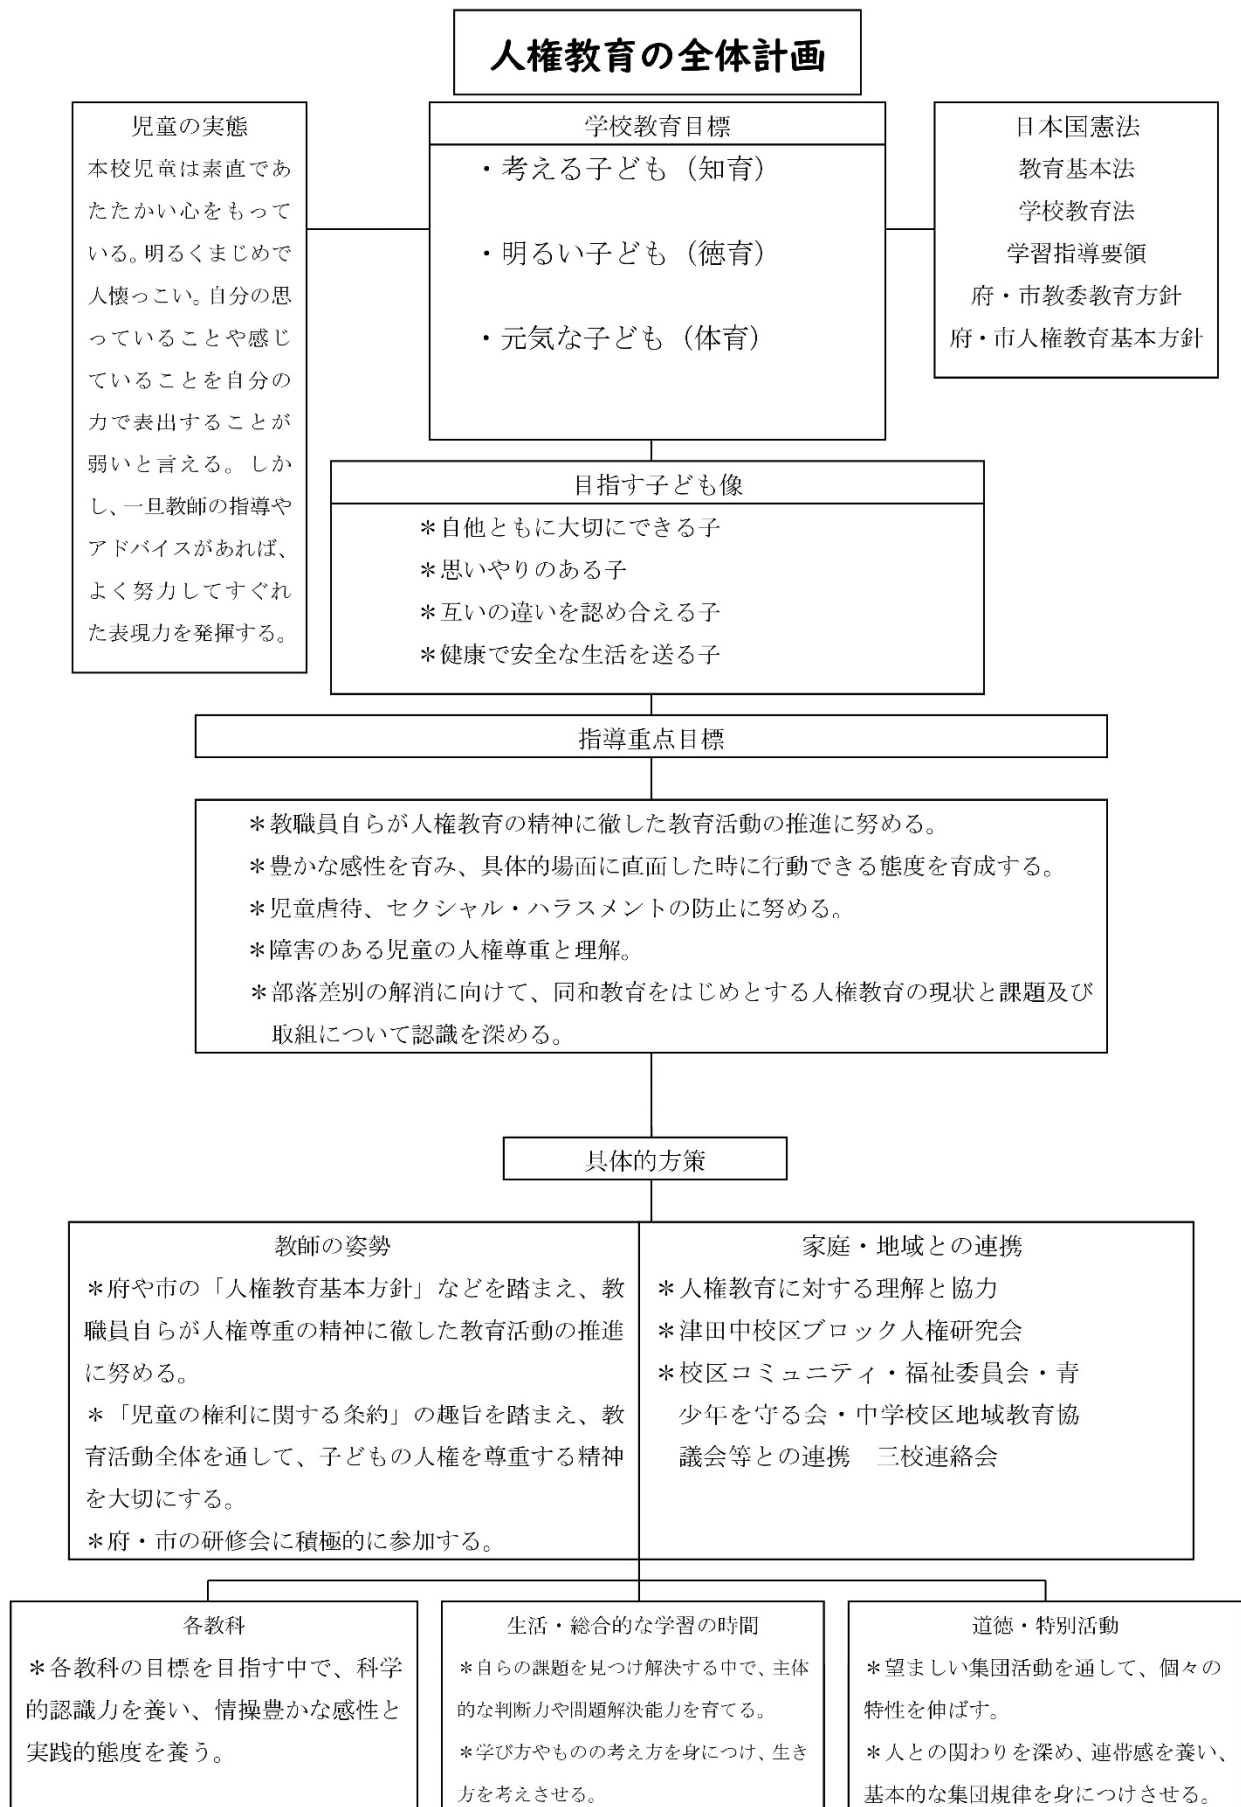 人権教育の全体計画
児童の実態
本校児童は素直であ
たたかい心をもって
いる。明るくまじめで
人懐っこい。自分の思
っていることや感じ
ていることを自分の
力で表出することが
弱いと言える。しか
し、一旦教師の指導や
アドバイスがあれば、
よく努力してすぐれ
た表現力を発揮する。
学校教育目標
・考える子ども（知育）
・明るい子ども（徳育）
・元気な子ども（体育）
日本国憲法
教育基本法
学校教育法
学習指導要領
府・市教委教育方針
府・市人権教育基本方針
目指す子ども像
＊自他ともに大切にできる子
＊思いやりのある子
＊互いの違いを認め合える子
＊健康で安全な生活を送る子
指導重点目標
＊教職員自らが人権教育の精神に徹した教育活動の推進に努める。
＊豊かな感性を育み、具体的場面に直面した時に行動できる態度を育成する。
＊児童虐待、セクシャル・ハラスメントの防止に努める。
＊障害のある児童の人権尊重と理解。
＊部落差別の解消に向けて、同和教育をはじめとする人権教育の現状と課題及び
取組について認識を深める。
具体的方策
教師の姿勢
＊府や市の「人権教育基本方針」などを踏まえ、教
職員自らが人権尊重の精神に徹した教育活動の推進
に努める。
＊「児童の権利に関する条約」の趣旨を踏まえ、教
育活動全体を通して、子どもの人権を尊重する精神
を大切にする。
＊府・市の研修会に積極的に参加する。
家庭・地域との連携
＊人権教育に対する理解と協力
＊津田中校区ブロック人権研究会
＊校区コミュニティ・福祉委員会・青
少年を守る会・中学校区地域教育協
議会等との連携　三校連絡会
各教科
＊各教科の目標を目指す中で、科学
的認識力を養い、情操豊かな感性と
実践的態度を養う。
生活・総合的な学習の時間
＊自らの課題を見つけ解決する中で、主体
的な判断力や問題解決能力を育てる。
＊学び方やものの考え方を身につけ、生き
方を考えさせる。
道徳・特別活動
＊望ましい集団活動を通して、個々の
特性を伸ばす。
＊人との関わりを深め、連帯感を養い、
基本的な集団規律を身につけさせる。